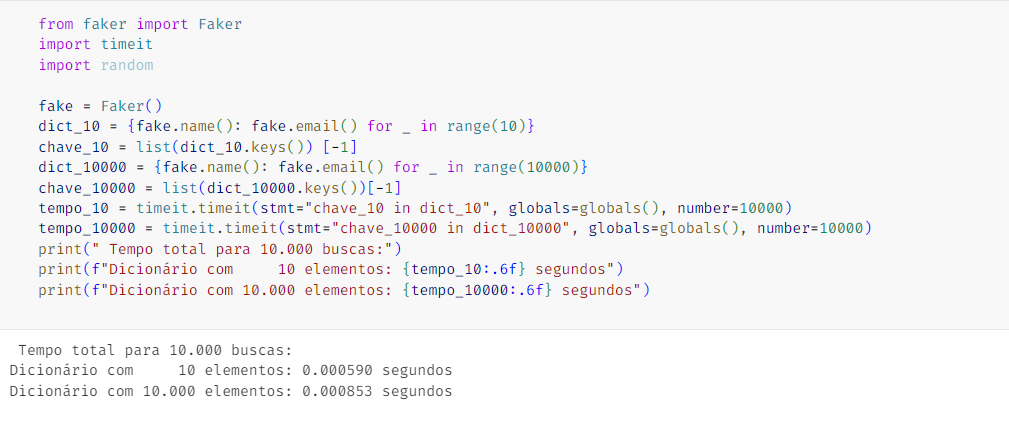 from faker import Faker
import timeit
import random
fake = Faker()
dict_10 = {fake.name(): fake.email() for _ in range(10)}
chave_10 = list(dict_10.keys()) [-1]
dict_10000 = {fake.name(): fake.email() for _ in range(10000)}
chave_10000 = list(dict_10000.keys())[-1]
tempo_10 = timeit.timeit(stmt="chave_10 in dict_10", globals=globals(), number=10000)
tempo_10000 = timeit.timeit(stmt="chave_10000 in dict_10000", globals=globals(), number=10000)
print(" Tempo total para 10.000 buscas:")
print(f"Dicionário com     10 elementos: {tempo_10:.6f} segundos")
print(f"Dicionário com 10.000 elementos: {tempo_10000:.6f} segundos")
 Tempo total para 10.000 buscas:
Dicionário com     10 elementos: 0.000590 segundos
Dicionário com 10.000 elementos: 0.000853 segundos